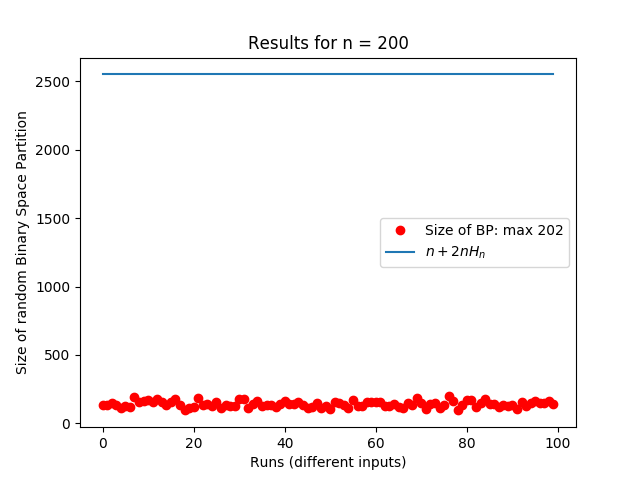 Results for n = 200
Size of random Binary Space Partition
2500
2000
1500
1000
500
0
Size of BP: max 202
n + 2nHₙ
0
20
40
60
80
100
Runs (different inputs)